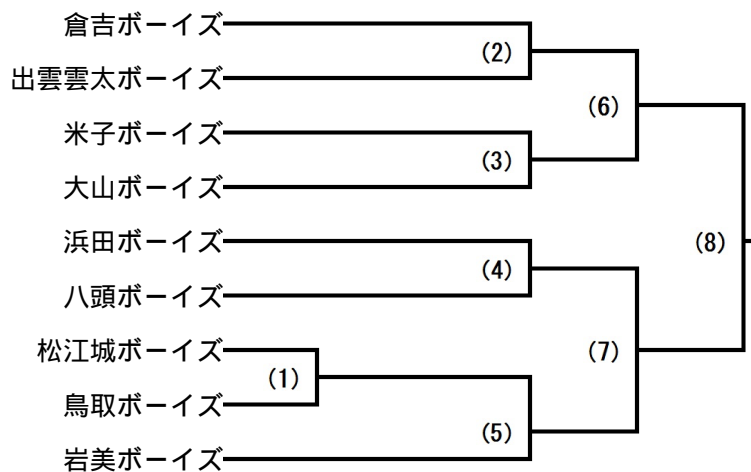 倉吉ボーイズ
(2)
出雲雲太ボーイズ
(6)
米子ボーイズ
(3)
大山ボーイズ
浜田ボーイズ
(8)
(4)
八頭ボーイズ
松江城ボーイズ
(7)
(1)
鳥取ボーイズ
(5)
岩美ボーイズ